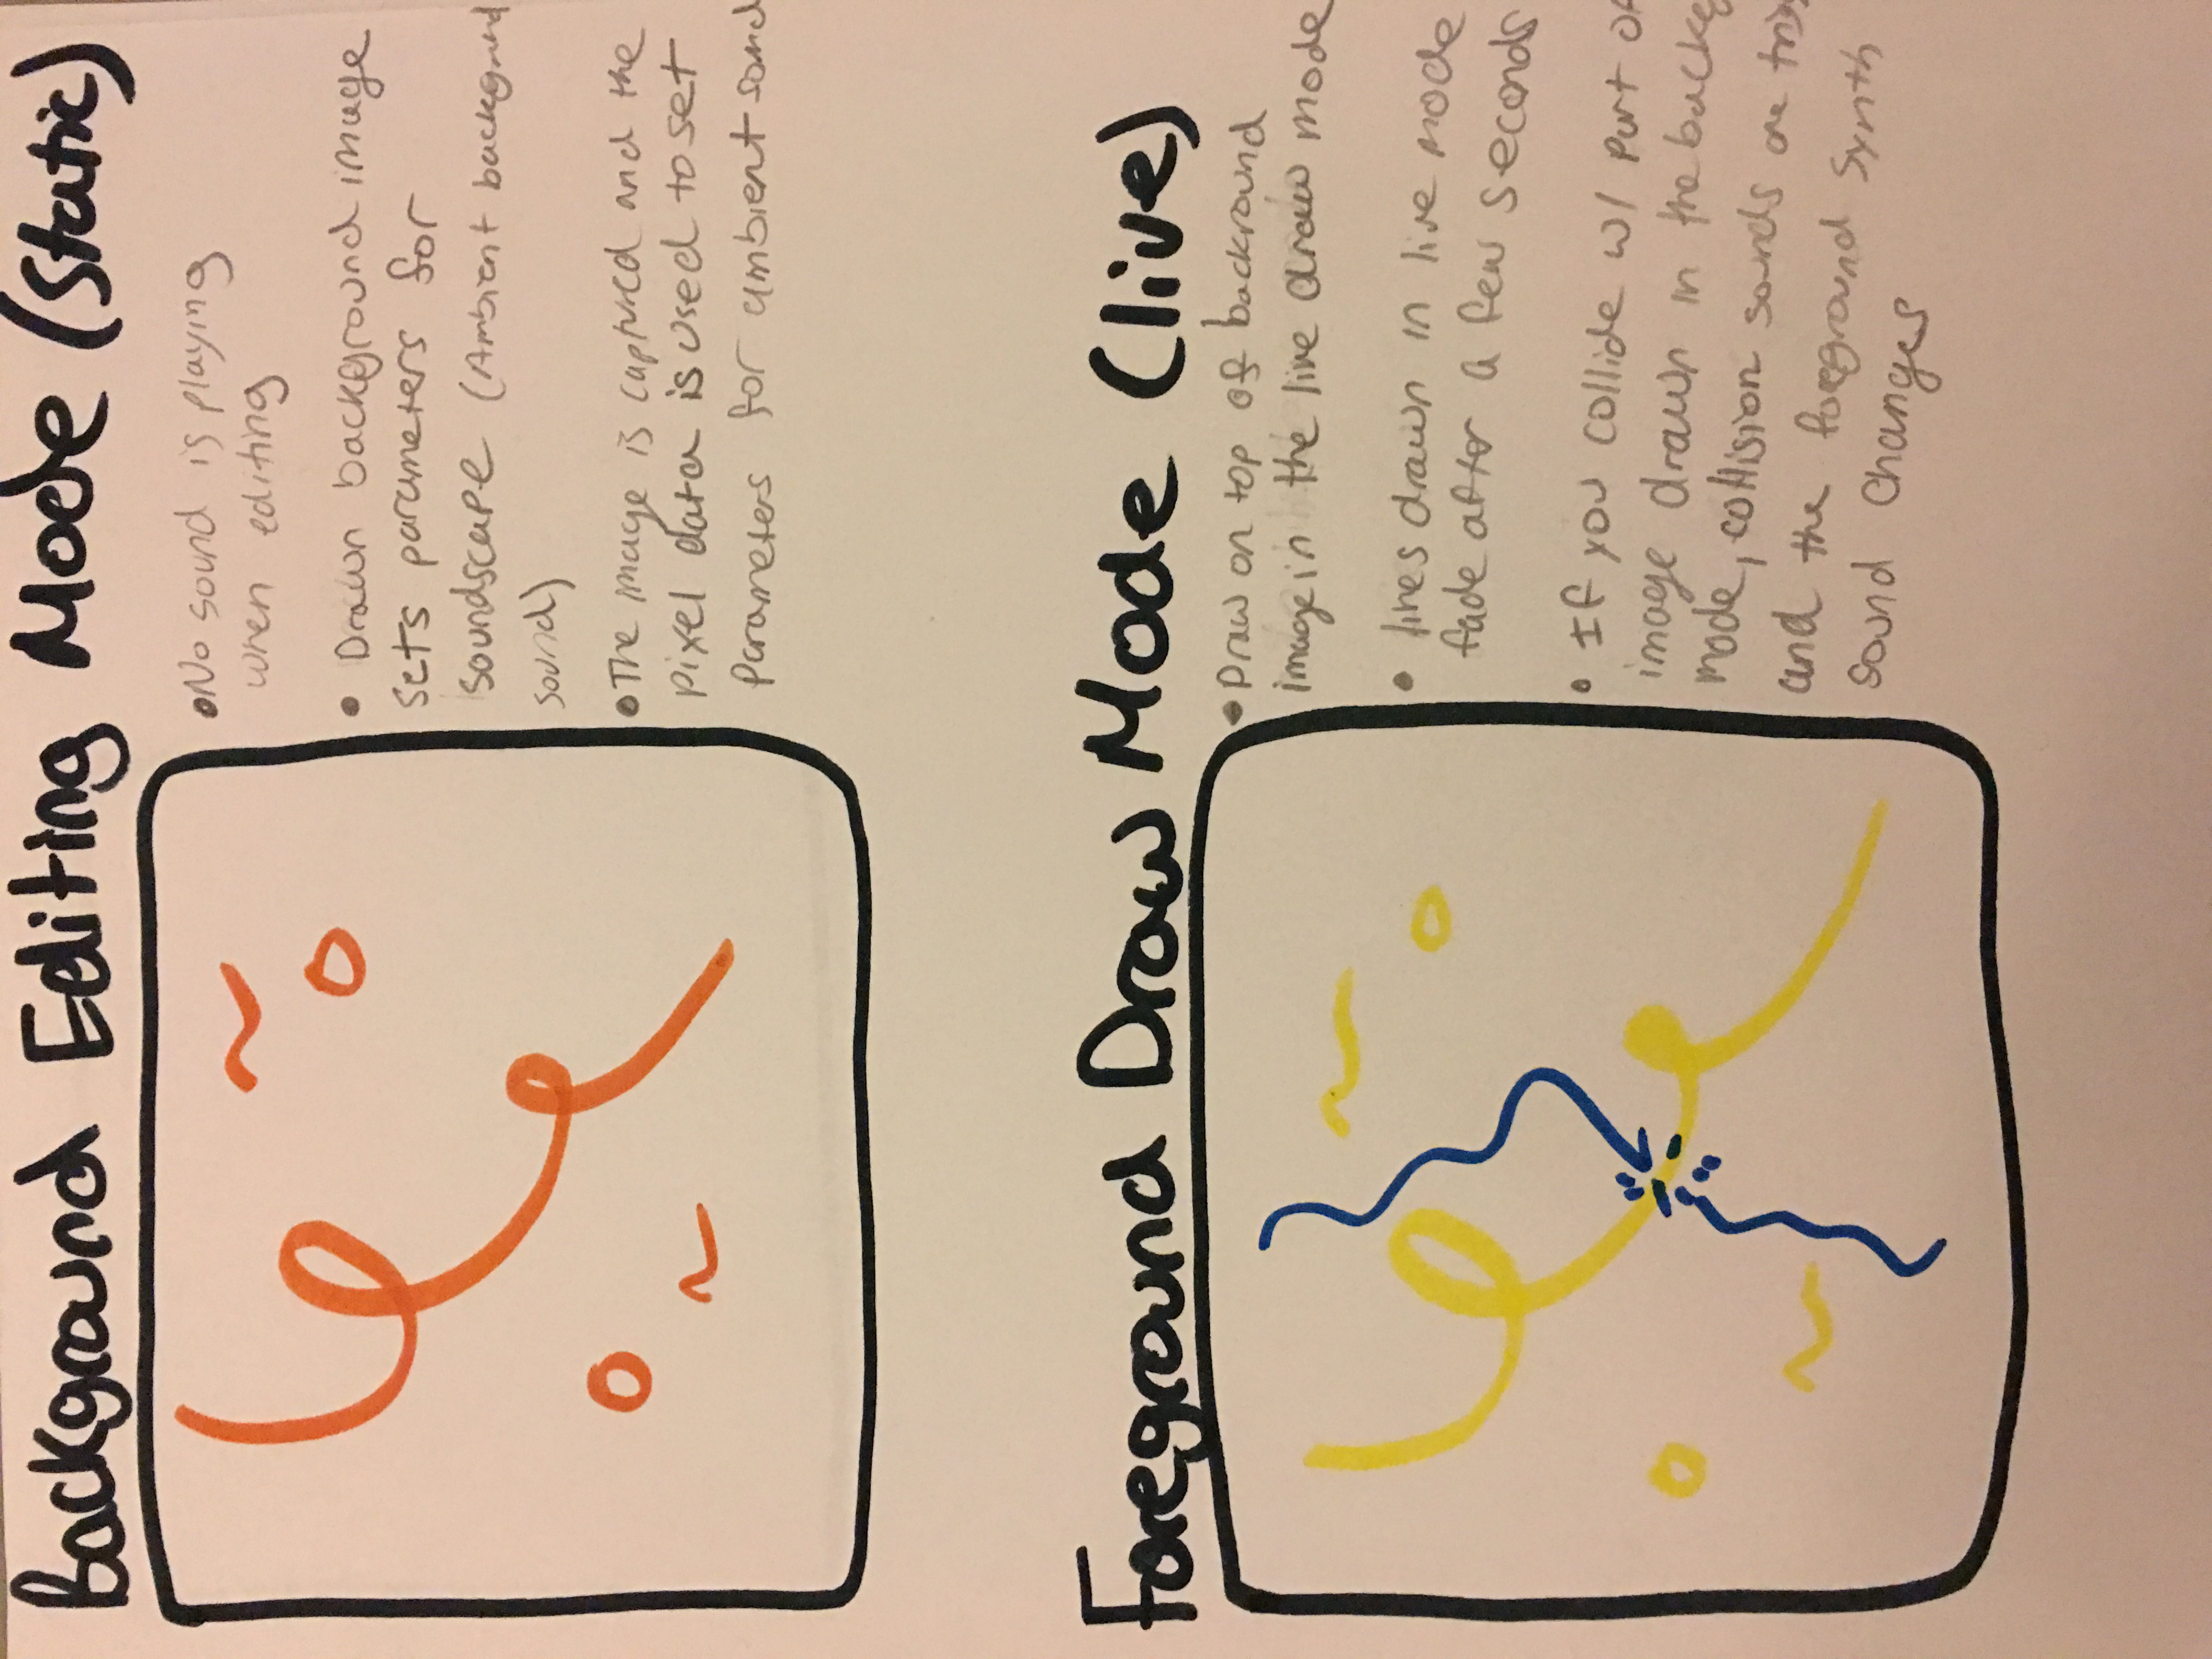 Background Editing Mode (Static)
•No sound is playing
when editing
• Drawn background image
sets parameters for
soundscape (Ambient background
sound)
•The image is captured and the
pixel data is used to set
parameters for ambient sound
Foreground Draw Mode (live)
•Draw on top of backround
image in the live draw mode
• lines drawn in live mode
fade after a few seconds
• If you collide w/ part of
image drawn in the backg
mode, collision sounds are trig
and the foreground synth
sound changes